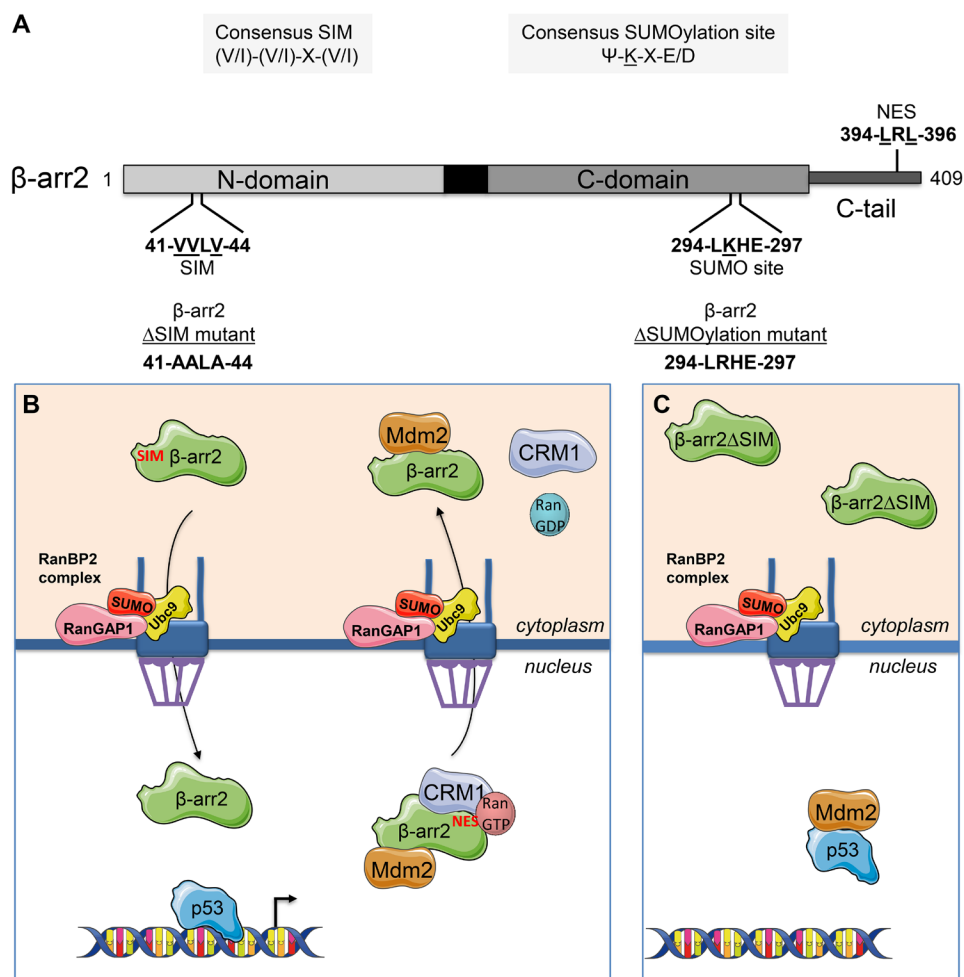 A
Consensus SIM
(V/I)-(V/I)-X-(V/I)
Consensus SUMOylation site
Ψ-K-X-E/D
NES
394-LRL-396
β-arr2
1
N-domain
C-domain
409
C-tail
41-VVLV-44
SIM
294-LKHE-297
SUMO site
β-arr2
ΔSIM mutant
41-AALA-44
β-arr2
ΔSUMOylation mutant
294-LRHE-297
B
SIM β-arr2
Mdm2
β-arr2
CRM1
Ran
GDP
RanBP2
complex
SUMO
Ubc9
RanGAP1
SUMO
Ubc9
RanGAP1
cytoplasm
nucleus
β-arr2
CRM1
Ran
GTP
β-arr2
NES
Mdm2
p53
C
β-arr2ΔSIM
β-arr2ΔSIM
RanBP2
complex
SUMO
Ubc9
RanGAP1
cytoplasm
nucleus
Mdm2
p53